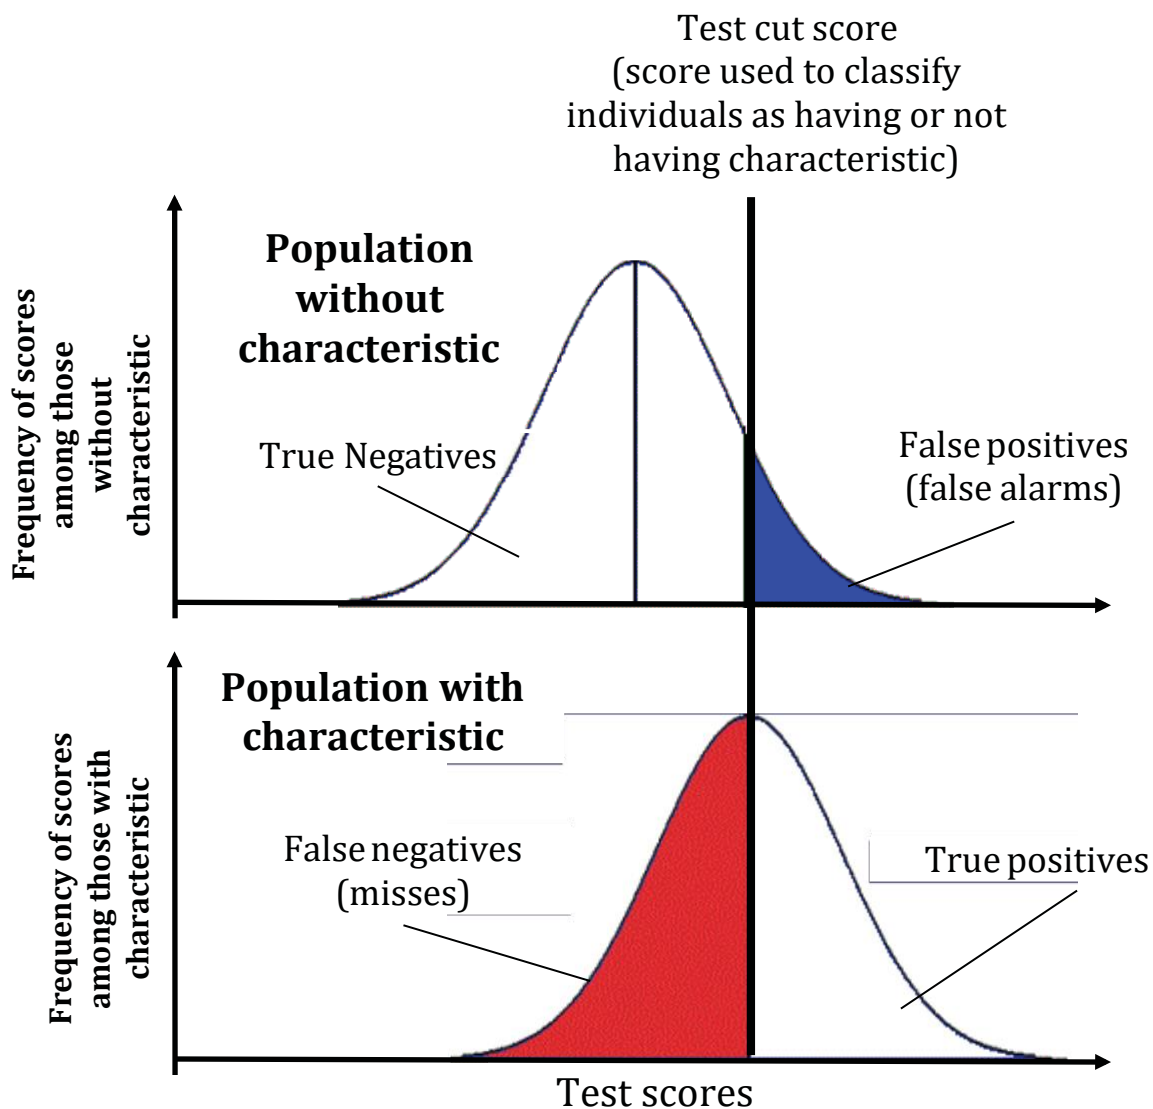 Test cut score
(score used to classify
individuals as having or not
having characteristic)
Population
without
characteristic
Frequency of scores
among those
without
characteristic
True Negatives
False positives
(false alarms)
Population with
characteristic
Frequency of scores
among those with
characteristic
False negatives
(misses)
True positives
Test scores